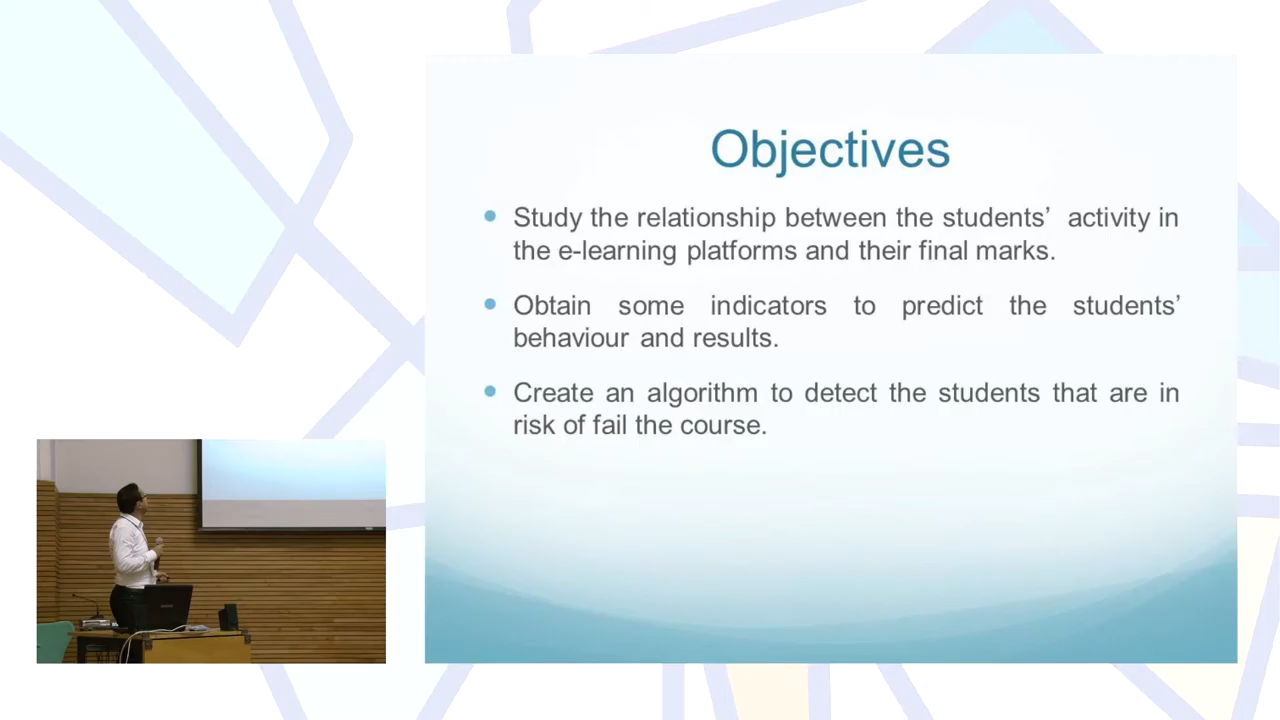 Objectives
Study the relationship between the students’ activity in
the e-learning platforms and their final marks.
Obtain some indicators to predict the students’
behaviour and results.
Create an algorithm to detect the students that are in
risk of fail the course.